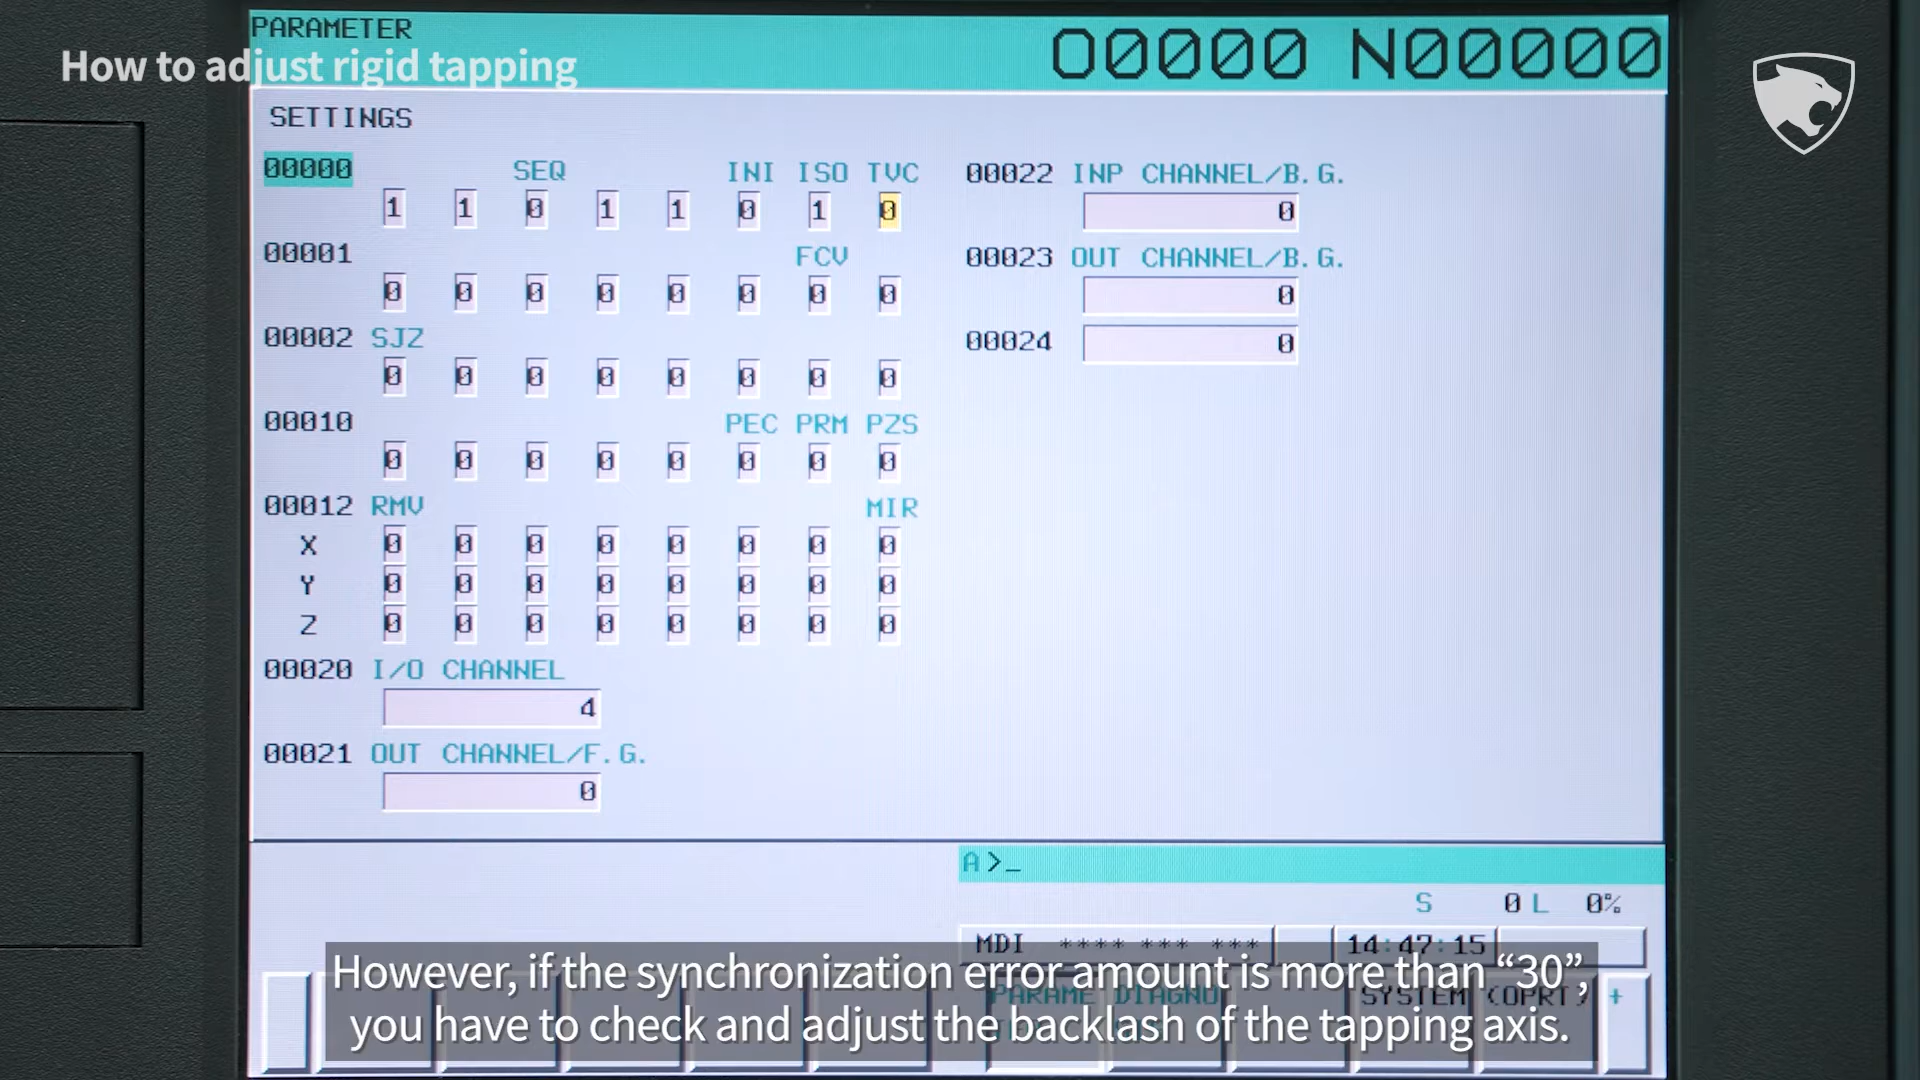 PARAMETER
O0000 N00000
How to adjust rigid tapping
SETTINGS
00000 SEQ INI ISO TVC
1 1 0 1 1 0 1 0
00001 FCV
0 0 0 0 0 0 0 0
00002 SJZ
0 0 0 0 0 0 0 0
00010 PEC PRM PZS
0 0 0 0 0 0 0 0
00012 RMV MIR
X 0 0 0 0 0 0 0 0
Y 0 0 0 0 0 0 0 0
Z 0 0 0 0 0 0 0 0
00020 I/O CHANNEL
4
00021 OUT CHANNEL/F.G.
0
00022 INP CHANNEL/B.G.
0
00023 OUT CHANNEL/B.G.
0
00024 0
A>_
S 0 L 0%
MDI **** *** *** 14:47:15
PARAME DIAGNO SYSTEM (OPRT) +
However, if the synchronization error amount is more than “30”,
you have to check and adjust the backlash of the tapping axis.